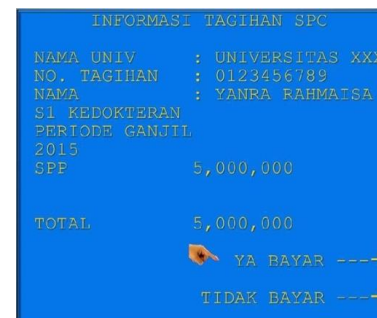 INFORMASI TAGIHAN SPC
NAMA UNIV : UNIVERSITAS XXX
NO. TAGIHAN : 0123456789
NAMA : YANRA RAHMAISA
S1 KEDOKTERAN
PERIODE GANJIL
2015
SPP 5,000,000
TOTAL 5,000,000
YA BAYAR ---
TIDAK BAYAR ---